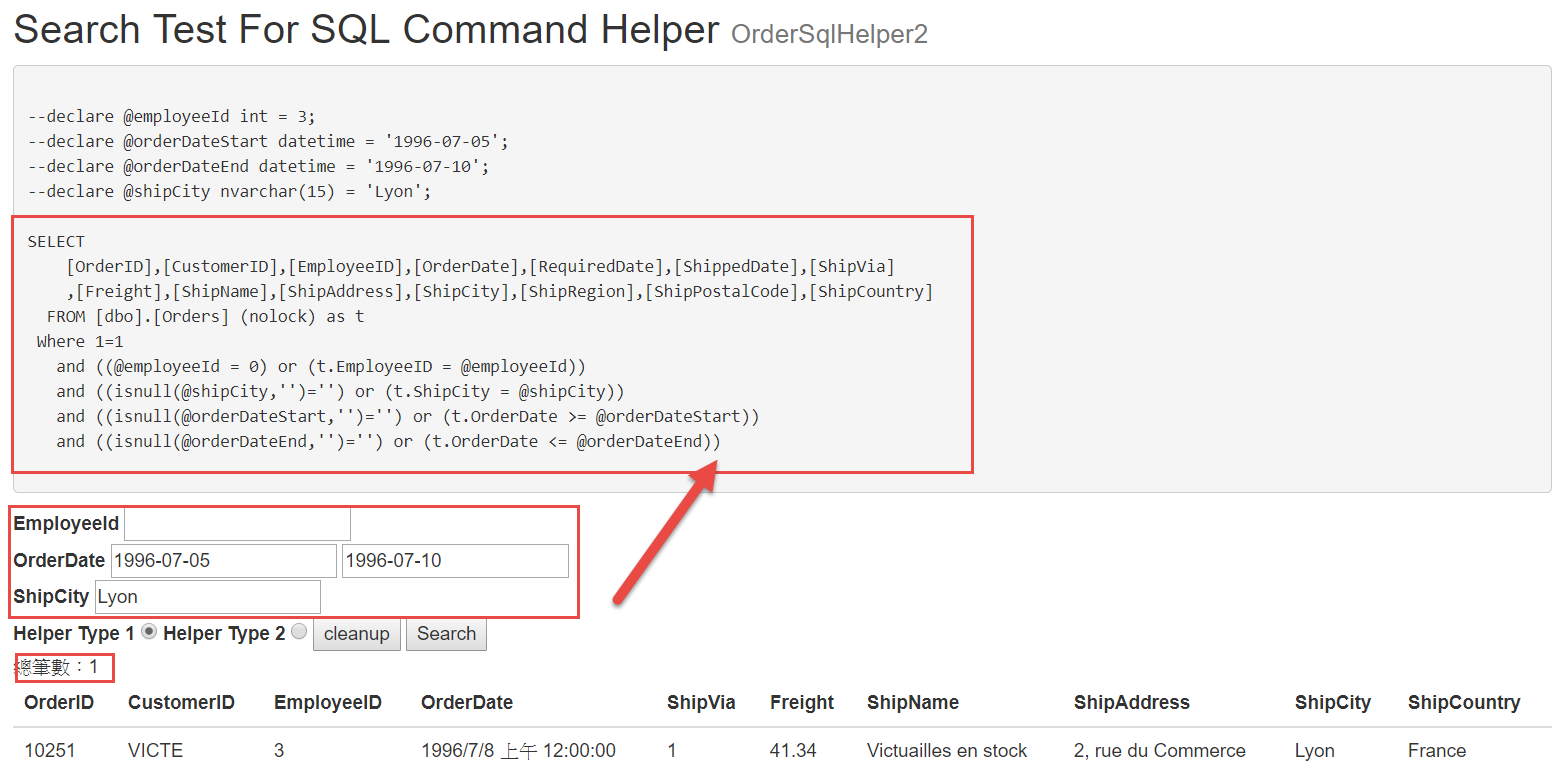 Search Test For SQL Command Helper OrderSqlHelper2
--declare @employeeId int = 3;
--declare @orderDateStart datetime = '1996-07-05';
--declare @orderDateEnd datetime = '1996-07-10';
--declare @shipCity nvarchar(15) = 'Lyon';
SELECT
[OrderID],[CustomerID],[EmployeeID],[OrderDate],[RequiredDate],[ShippedDate],[ShipVia]
,[Freight],[ShipName],[ShipAddress],[ShipCity],[ShipRegion],[ShipPostalCode],[ShipCountry]
FROM [dbo].[Orders] (nolock) as t
Where 1=1
and ((@employeeId = 0) or (t.EmployeeID = @employeeId))
and ((isnull(@shipCity,'')='') or (t.ShipCity = @shipCity))
and ((isnull(@orderDateStart,'')='') or (t.OrderDate >= @orderDateStart))
and ((isnull(@orderDateEnd,'')='') or (t.OrderDate <= @orderDateEnd))
EmployeeId
OrderDate 1996-07-05 1996-07-10
ShipCity Lyon
Helper Type 1 Helper Type 2 cleanup Search
總筆數：1
OrderID CustomerID EmployeeID OrderDate ShipVia Freight ShipName ShipAddress ShipCity ShipCountry
10251 VICTE 3 1996/7/8 上午 12:00:00 1 41.34 Victuailles en stock 2, rue du Commerce Lyon France